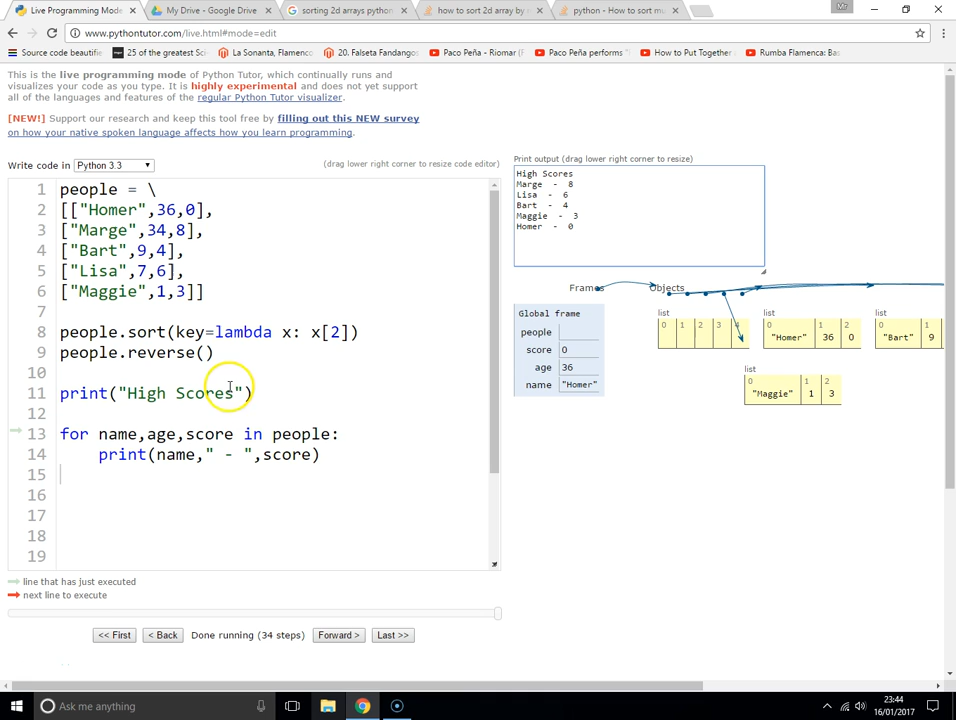 Live Programming Mode
My Drive - Google Drive
sorting 2d arrays python
how to sort 2d array by
python - How to sort mu
Mr
www.pythontutor.com/live.html#mode=edit
Source code beautifie
25 of the greatest Sci
La Sonanta, Flamenco
20. Falseta Fandangos
Paco Peña - Riomar (F
Paco Peña performs "
How to Put Together
Rumba Flamenca: Bas
This is the live programming mode of Python Tutor, which continually runs and
visualizes your code as you type. It is highly experimental and does not yet support
all of the languages and features of the regular Python Tutor visualizer.
[NEW!] Support our research and keep this tool free by filling out this NEW survey
on how your native spoken language affects how you learn programming.
Write code in Python 3.3
(drag lower right corner to resize code editor)
1 people = \
2 [["Homer",36,0],
3 ["Marge",34,8],
4 ["Bart",9,4],
5 ["Lisa",7,6],
6 ["Maggie",1,3]]
7
8 people.sort(key=lambda x: x[2])
9 people.reverse()
10
11 print("High Scores")
12
13 for name,age,score in people:
14 print(name," - ",score)
15
16
17
18
19
line that has just executed
next line to execute
<< First
< Back
Done running (34 steps)
Forward >
Last >>
Print output (drag lower right corner to resize)
High Scores
Marge - 8
Lisa - 6
Bart - 4
Maggie - 3
Homer - 0
Frames
Objects
Global frame
people
score 0
age 36
name "Homer"
list
0 1 2 3 4
list
0 1 2
"Homer" 36 0
list
0 1
"Bart" 9
list
0 1 2
"Maggie" 1 3
Ask me anything
23:44
16/01/2017